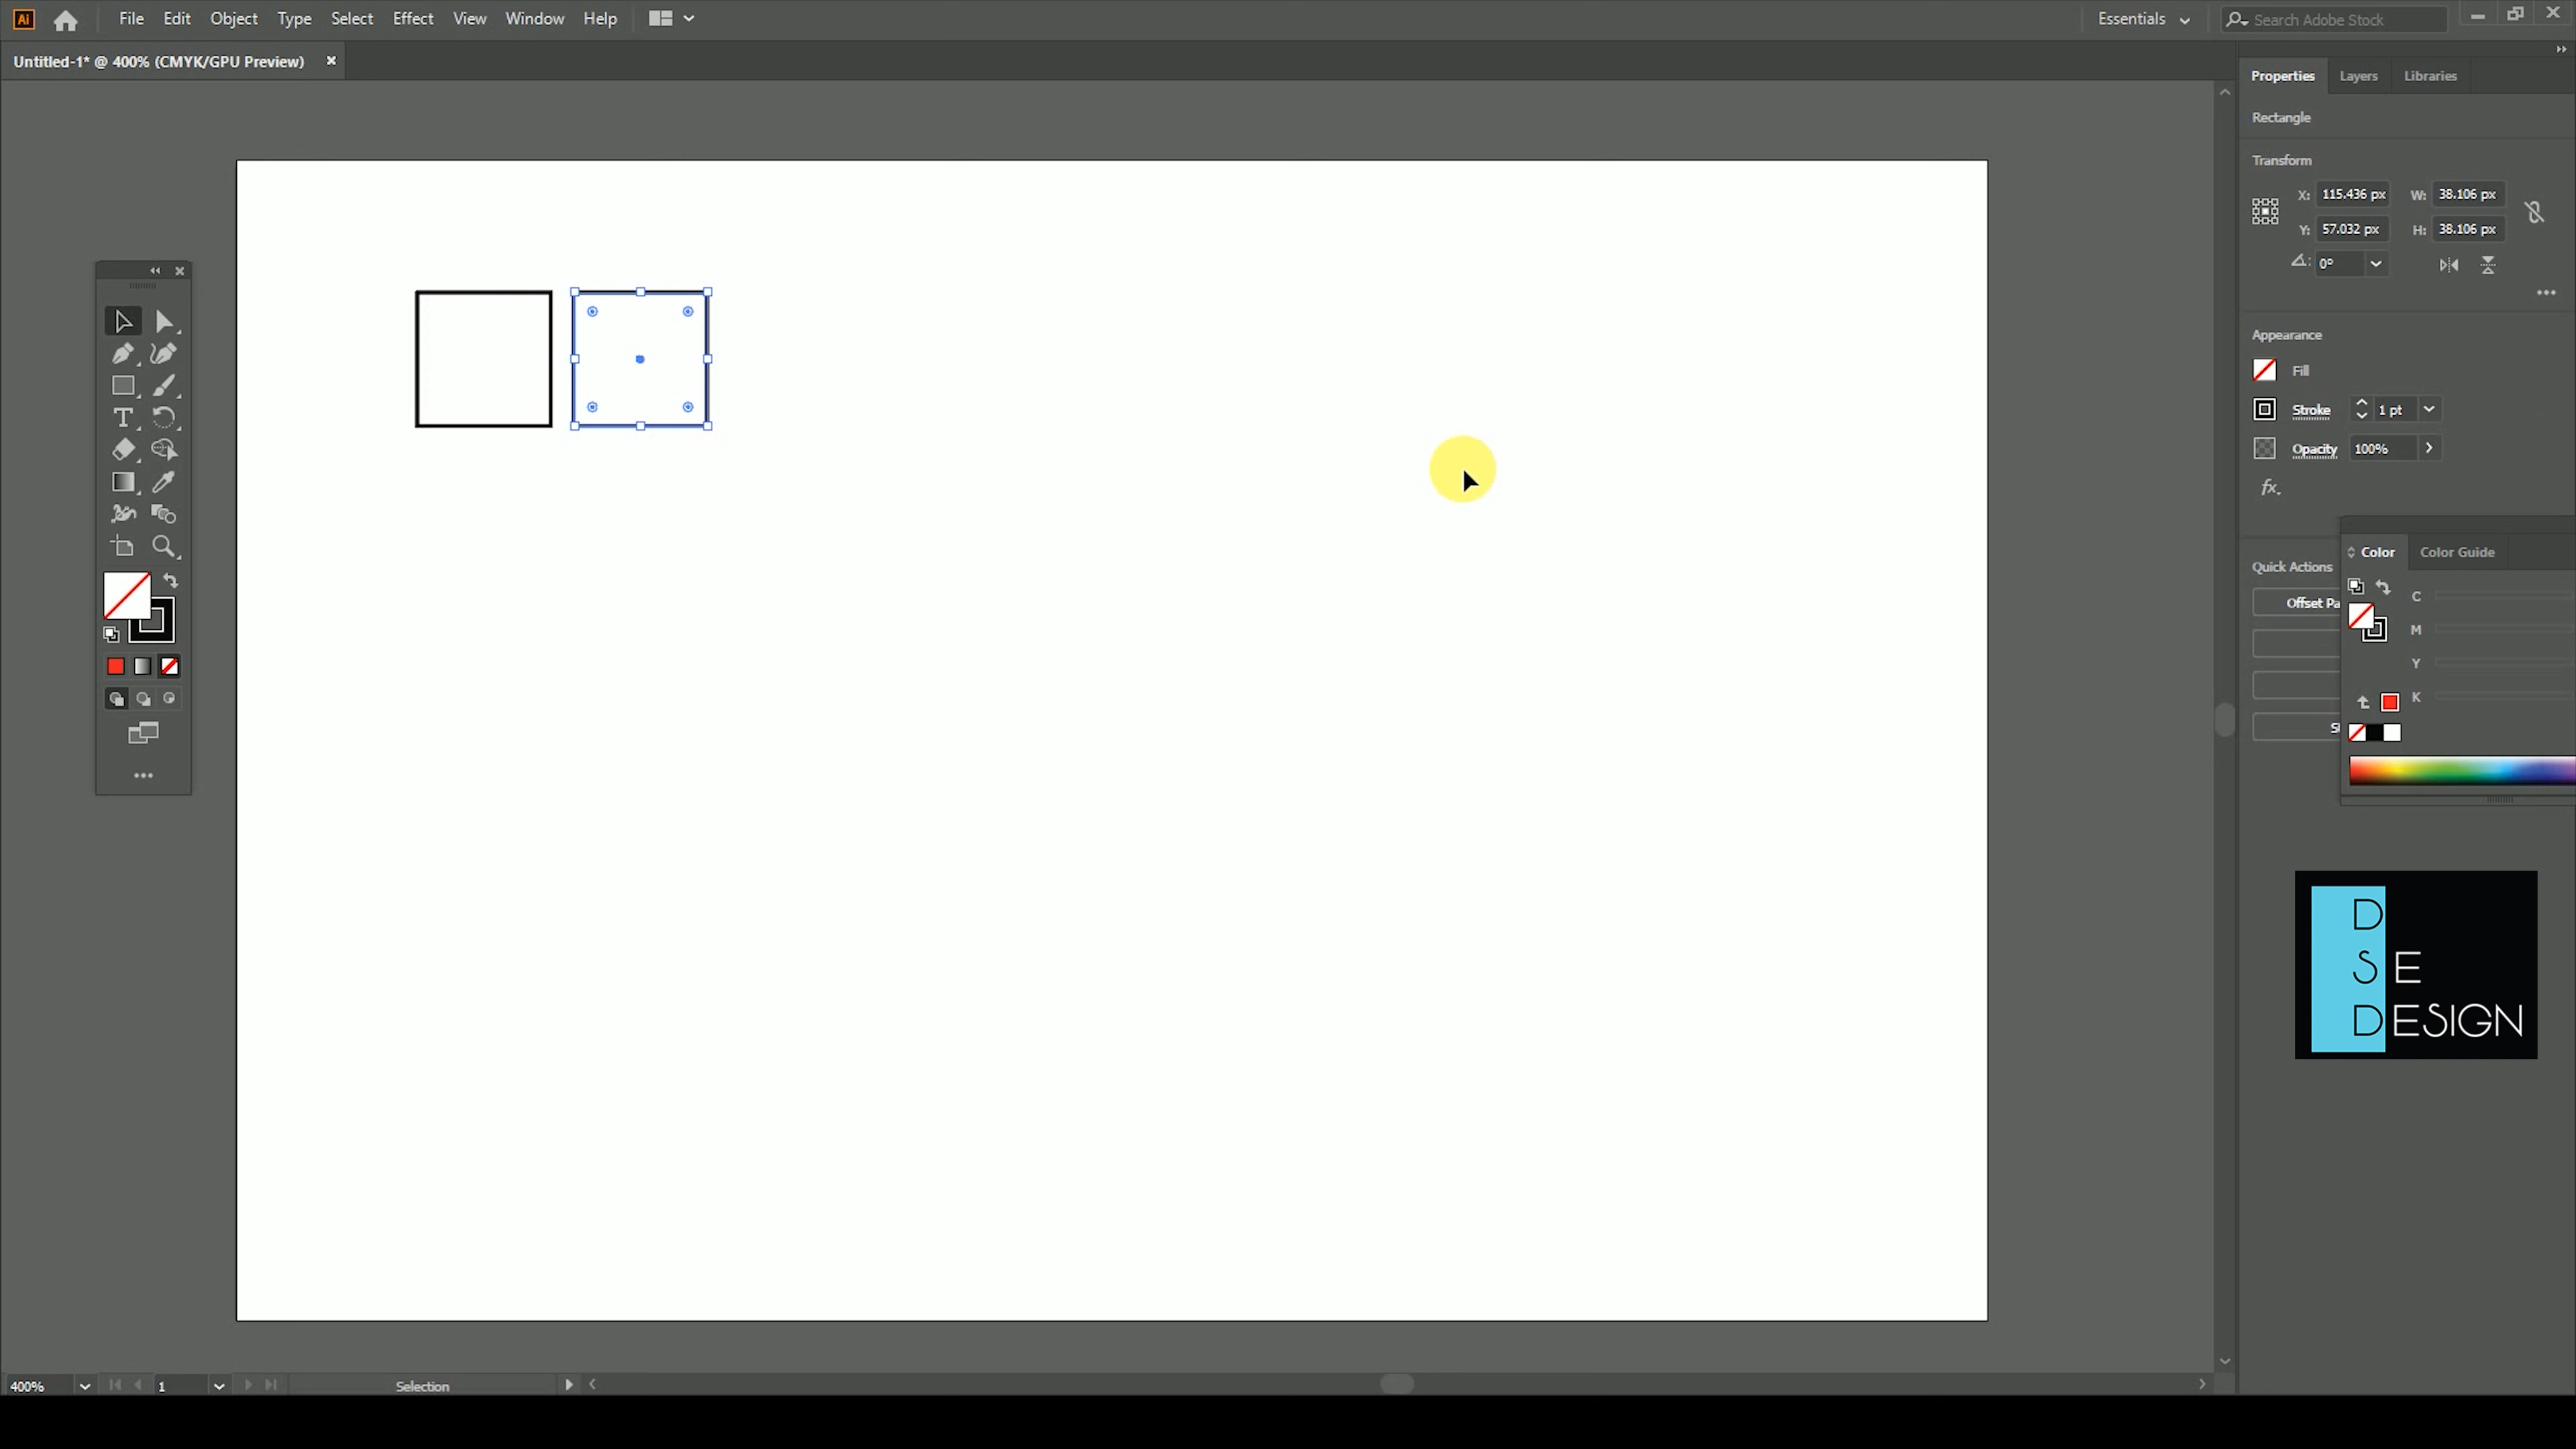 Ai File Edit Object Type Select Effect View Window Help Essentials Search Adobe Stock
Untitled-1* @ 400% (CMYK/GPU Preview)
Properties Layers Libraries
Rectangle
Transform
X: 115.436 px W: 38.106 px
Y: 57.032 px H: 38.106 px
0°
Appearance
Fill
Stroke 1 pt
Opacity 100%
fx.
Color Color Guide
Quick Actions
Offset Pa
C
M
Y
K
S
D
S E
DESIGN
400% 1 Selection